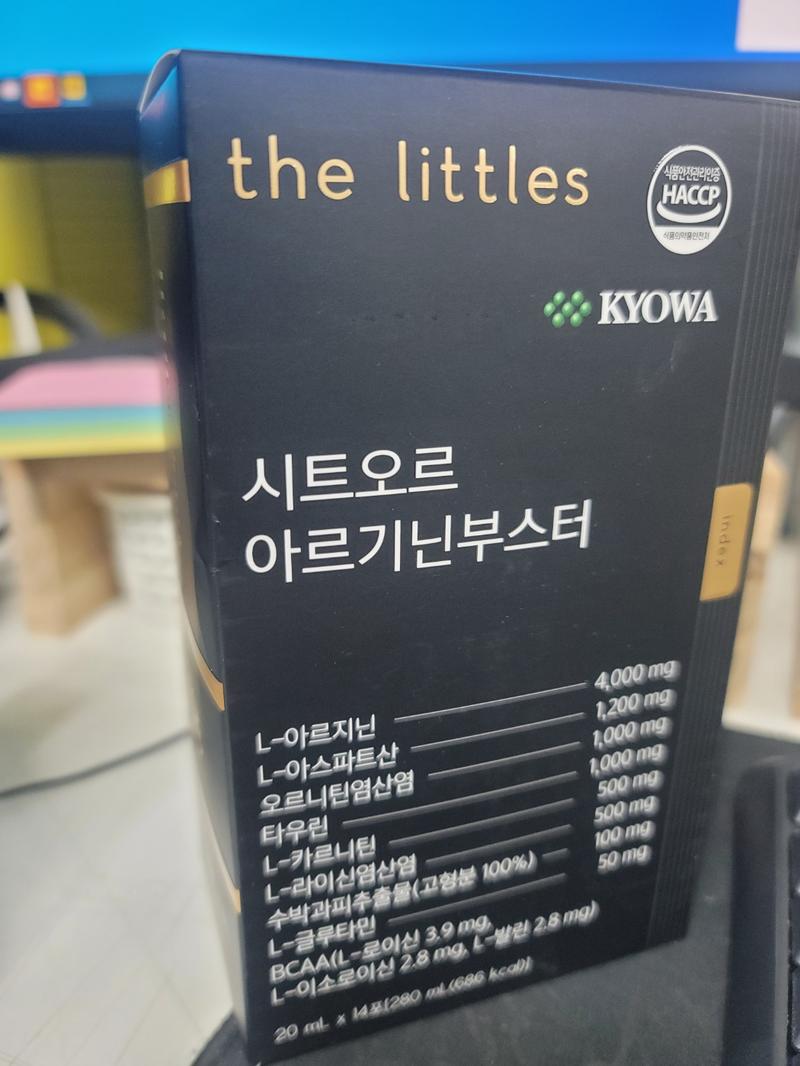 the littles
식품안전관리인증
HACCP
식품의약품안전처
KYOWA
시트오르
아르기닌부스터
index
L-아르지닌 4,000 mg
L-아스파트산 1,200 mg
오르니틴염산염 1,000 mg
타우린 1,000 mg
L-카르니틴 500 mg
L-라이신염산염 500 mg
수박과피추출물(고형분 100%) 100 mg
L-글루타민 50 mg
BCAA(L-로이신 3.9 mg,
L-이소로이신 2.8 mg, L-발린 2.8 mg)
20 mL x 14포[280 mL(686 kcal)]